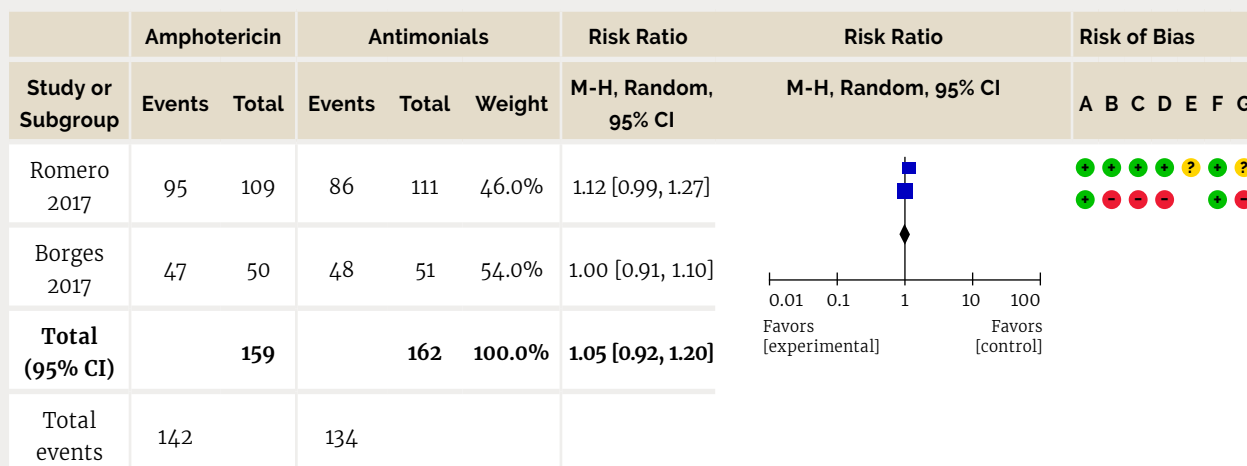 Amphotericin Antimonials Risk Ratio Risk Ratio Risk of Bias
Study or
Subgroup
Events Total Events Total Weight
M-H, Random,
95% CI
M-H, Random, 95% CI
A B C D E F G
Romero
2017
95 109 86 111 46.0% 1.12 [0.99, 1.27]
+ + + + ? + ?
+ − − − + −
Borges
2017
47 50 48 51 54.0% 1.00 [0.91, 1.10]
0.01 0.1 1 10 100
Favors
[experimental]
Favors
[control]
Total
(95% CI)
159 162 100.0% 1.05 [0.92, 1.20]
Total
events
142 134